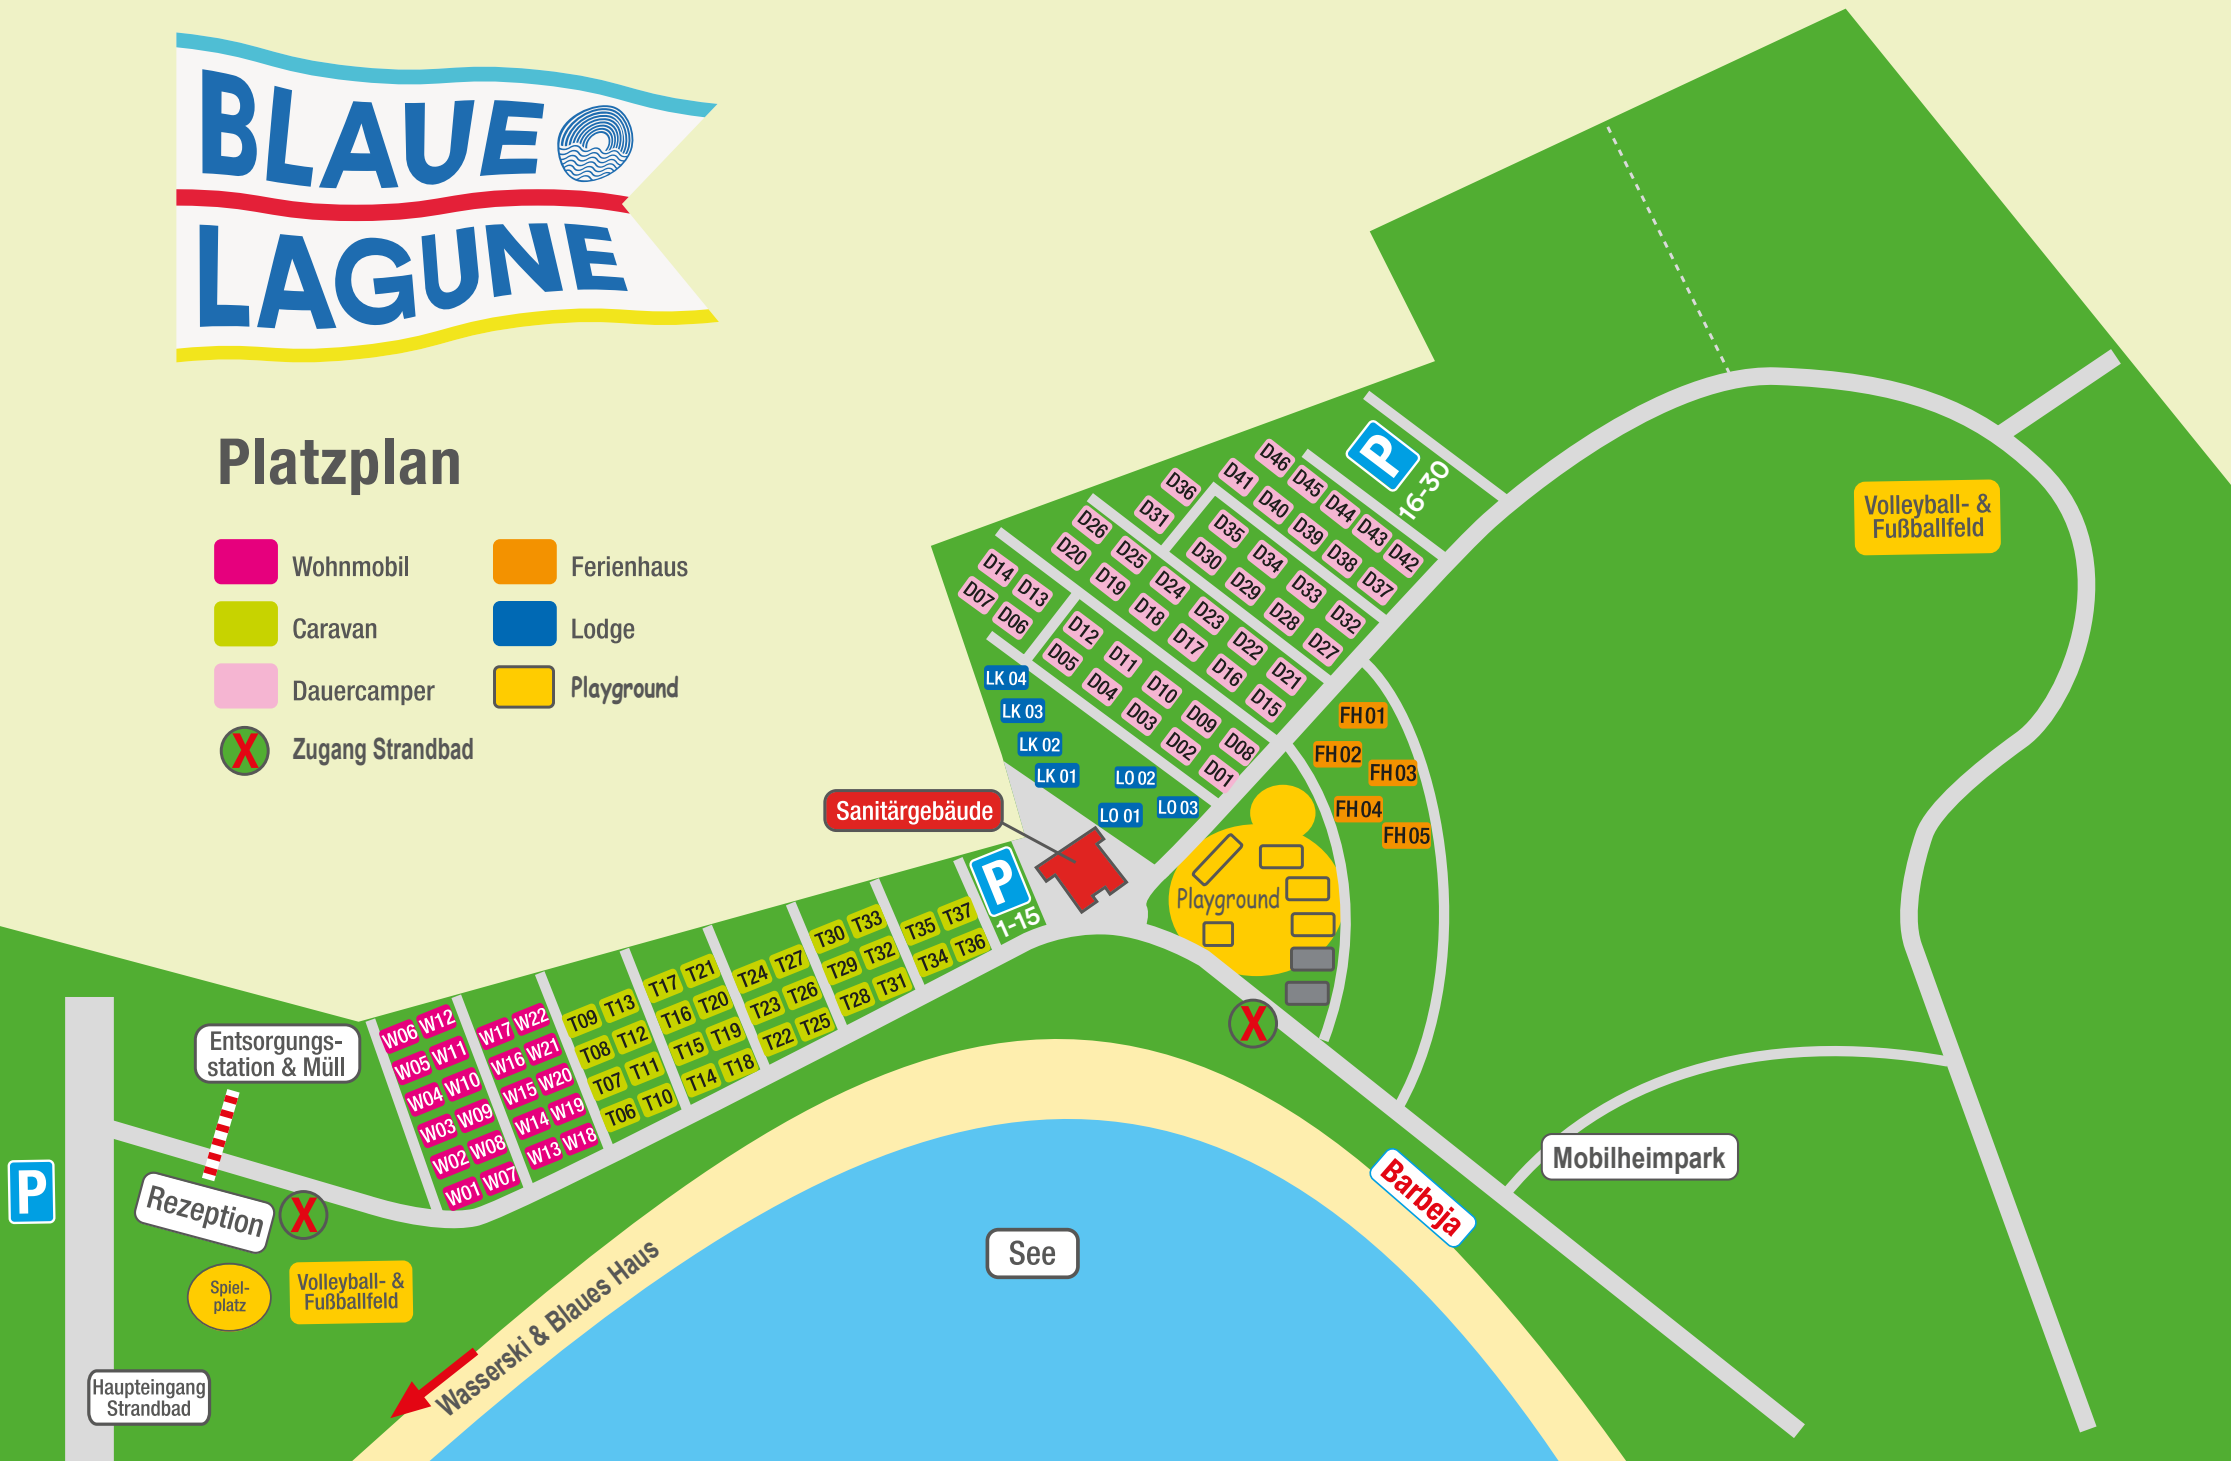 BLAUE
LAGUNE
Platzplan
Wohnmobil
Caravan
Dauercamper
Zugang Strandbad
Ferienhaus
Lodge
Playground
X
P
16-30
D46
D45
D44
D43
D42
D41
D40
D39
D38
D37
D36
D31
D35
D34
D33
D32
D30
D29
D28
D27
D26
D25
D24
D23
D22
D21
D20
D19
D18
D17
D16
D15
D14
D13
D07
D06
D12
D11
D10
D09
D08
D05
D04
D03
D02
D01
LK 04
LK 03
LK 02
LK 01
LO 02
LO 03
LO 01
FH01
FH02
FH03
FH04
FH05
Volleyball- &
Fußballfeld
Sanitärgebäude
P
1-15
Playground
X
T37
T35
T36
T34
T33
T30
T32
T29
T31
T28
T27
T24
T26
T23
T25
T22
T21
T17
T20
T16
T19
T15
T18
T14
T13
T09
T12
T08
T11
T07
T10
T06
W22
W17
W21
W16
W20
W15
W19
W14
W18
W13
W12
W06
W11
W05
W10
W04
W09
W03
W08
W02
W07
W01
Entsorgungs-
station & Müll
Rezeption
X
P
Spiel-
platz
Volleyball- &
Fußballfeld
Haupteingang
Strandbad
Wasserski & Blaues Haus
See
Barbeja
Mobilheimpark